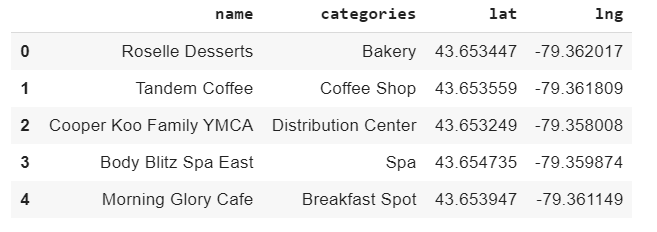 name categories lat lng
0 Roselle Desserts Bakery 43.653447 -79.362017
1 Tandem Coffee Coffee Shop 43.653559 -79.361809
2 Cooper Koo Family YMCA Distribution Center 43.653249 -79.358008
3 Body Blitz Spa East Spa 43.654735 -79.359874
4 Morning Glory Cafe Breakfast Spot 43.653947 -79.361149